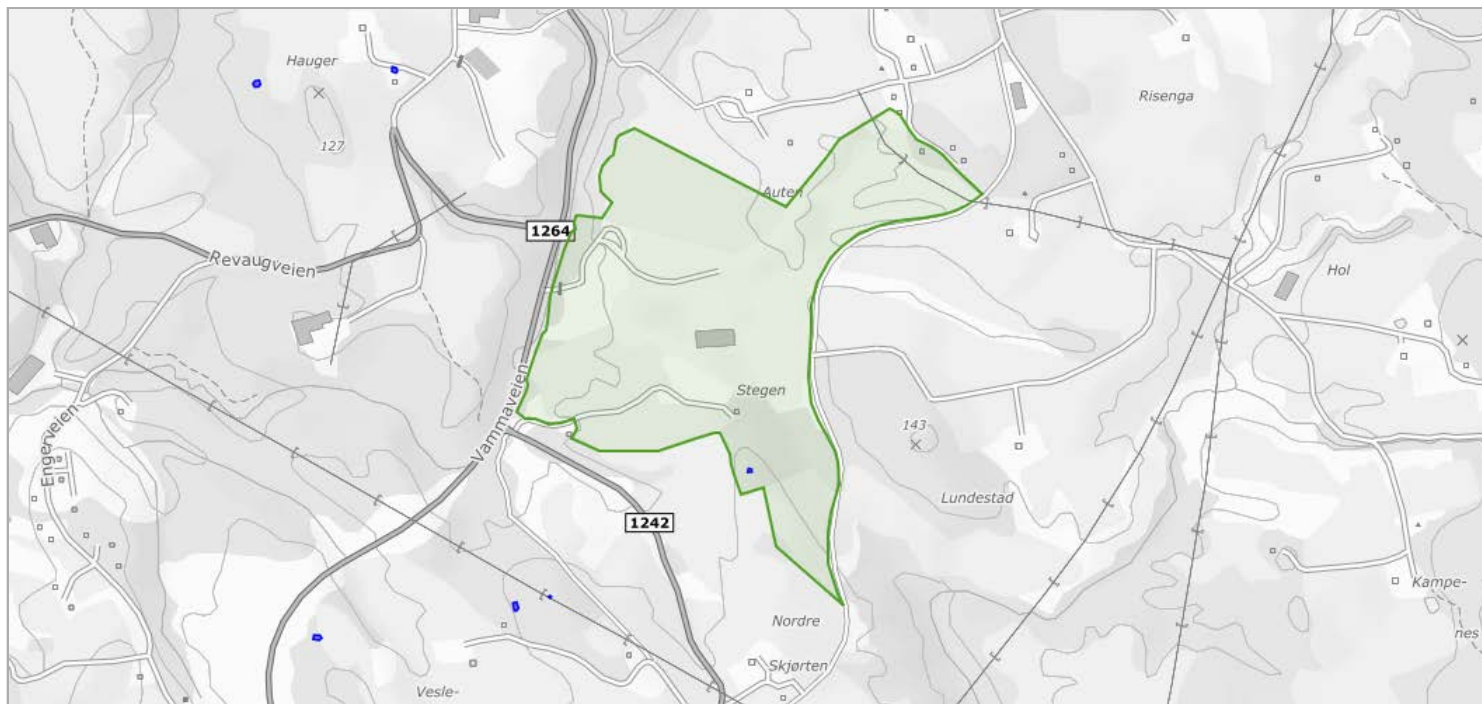 Hauger
127
Risenga
Auten
1264
Revaugveien
Hol
Stegen
Vammaveien
143
Engerveien
Lundestad
1242
Kampe-
nes
Nordre
Skjørten
Vesle-